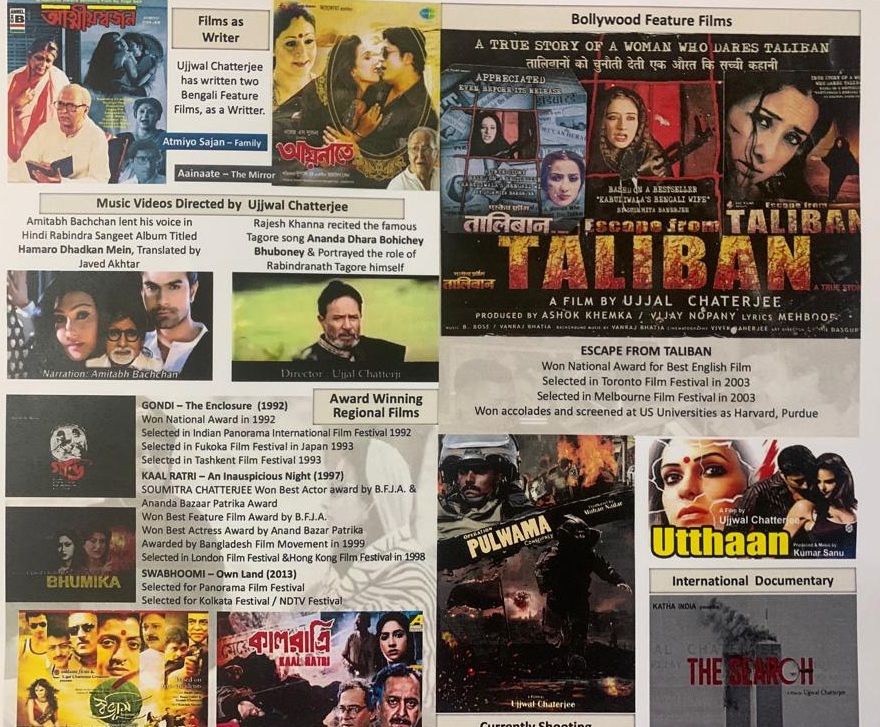 আত্মীয়স্বজন
Films as
Writer
Ujjwal Chatterjee
has written two
Bengali Feature
Films, as a Writter.
Atmiyo Sajan – Family
Aainaate – The Mirror
আয়নাতে
Music Videos Directed by Ujjwal Chatterjee
Amitabh Bachchan lent his voice in
Hindi Rabindra Sangeet Album Titled
Hamaro Dhadkan Mein, Translated by
Javed Akhtar
Rajesh Khanna recited the famous
Tagore song Ananda Dhara Bohichey
Bhuboney & Portrayed the role of
Rabindranath Tagore himself
Narration: Amitabh Bachchan
Director : Ujjal Chatterji
Award Winning
Regional Films
GONDI – The Enclosure (1992)
Won National Award in 1992
Selected in Indian Panorama International Film Festival 1992
Selected in Fukoka Film Festival in Japan 1993
Selected in Tashkent Film Festival 1993
KAAL RATRI – An Inauspicious Night (1997)
SOUMITRA CHATTERJEE Won Best Actor award by B.F.J.A. &
Ananda Bazaar Patrika Award
Won Best Feature Film Award by B.F.J.A.
Won Best Actress Award by Anand Bazar Patrika
Awarded by Bangladesh Film Movement in 1999
Selected in London Film Festival &Hong Kong Film Festival in 1998
SWABHOOMI – Own Land (2013)
Selected for Panorama Film Festival
Selected for Kolkata Festival / NDTV Festival
গণ্ডি
BHUMIKA
কালরাত্রি
KAAL RATRI
Bollywood Feature Films
A TRUE STORY OF A WOMAN WHO DARES TALIBAN
तालिबानों को चुनौती देती एक औरत कि सच्ची कहानी
APPRECIATED
EVEN BEFORE ITS RELEASE
BASED ON A BESTSELLER
"KABULIWALA'S BENGALI WIFE"
BY SUSHMITA BANERJEE
तालिबान
Escape from
Escape from
TALIBAN
TALIBAN
तालिबान
A TRUE STORY
A FILM BY UJJAL CHATERJEE
PRODUCED BY ASHOK KHEMKA / VIJAY NOPANY LYRICS MEHBOOB
ESCAPE FROM TALIBAN
Won National Award for Best English Film
Selected in Toronto Film Festival in 2003
Selected in Melbourne Film Festival in 2003
Won accolades and screened at US Universities as Harvard, Purdue
OPERATION
PULWAMA
Conspiracy
Ujjwal Chatterjee
Currently Shooting
A Film by
Ujjwal Chatterjee
Utthaan
Produced & Music by
Kumar Sanu
International Documentary
KATHA INDIA presents
THE SEARCH
A Film by Ujjwal Chatterjee